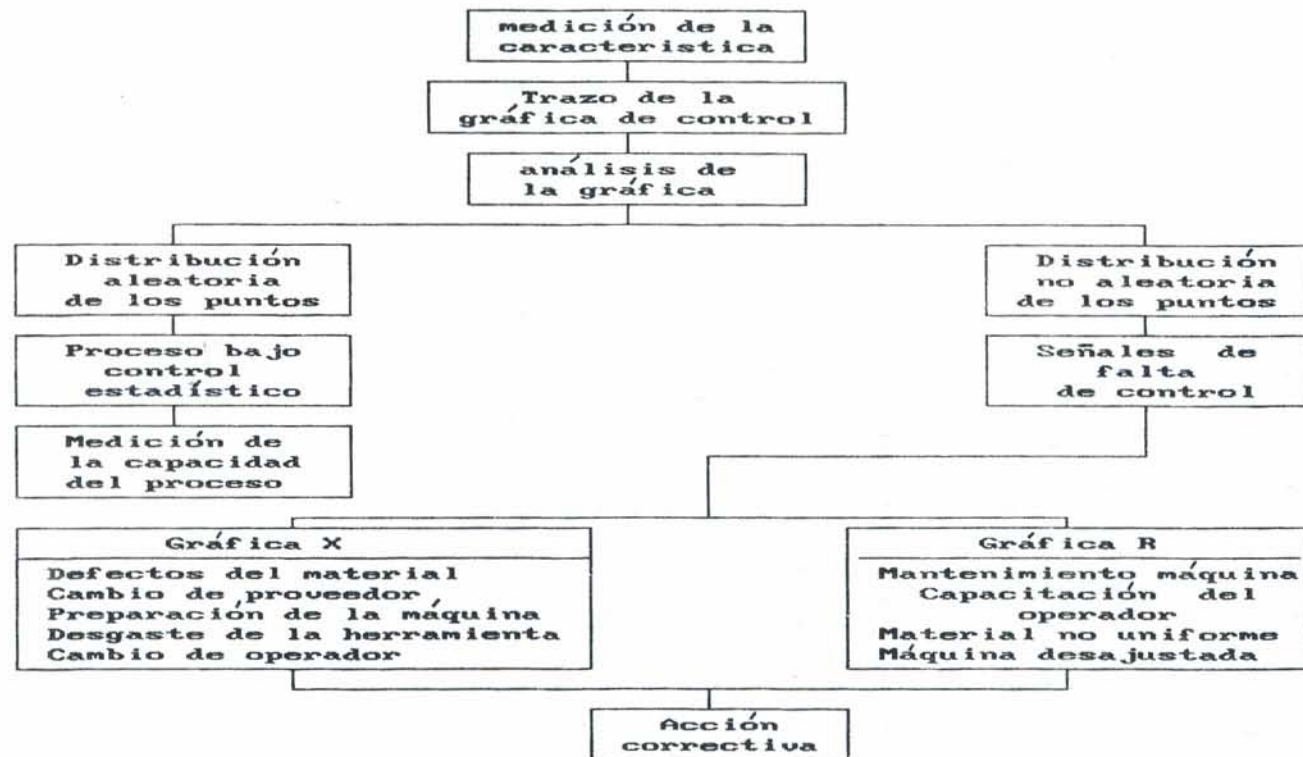 medición de la
caracteristica
Trazo de la
gráfica de control
análisis de
la gráfica
Distribución
aleatoria
de los puntos
Proceso bajo
control
estadístico
Medición de
la capacidad
del proceso
Distribución
no aleatoria
de los puntos
Señales de
falta
de control
Gráfica X
Defectos del material
Cambio de proveedor
Preparación de la máquina
Desgaste de la herramienta
Cambio de operador
Gráfica R
Mantenimiento máquina
Capacitación del
operador
Material no uniforme
Máquina desajustada
Acción
correctiva